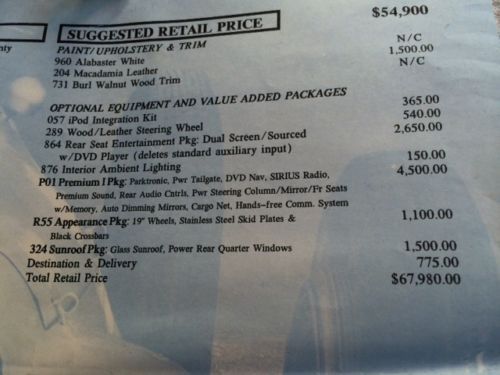 SUGGESTED RETAIL PRICE $54,900
nty
PAINT/UPHOLSTERY & TRIM
960 Alabaster White N/C
204 Macadamia Leather 1,500.00
731 Burl Walnut Wood Trim N/C
OPTIONAL EQUIPMENT AND VALUE ADDED PACKAGES
057 iPod Integration Kit 365.00
289 Wood/Leather Steering Wheel 540.00
864 Rear Seat Entertainment Pkg: Dual Screen/Sourced 2,650.00
w/DVD Player (deletes standard auxiliary input)
876 Interior Ambient Lighting 150.00
P01 Premium I Pkg: Parktronic, Pwr Tailgate, DVD Nav, SIRIUS Radio, 4,500.00
Premium Sound, Rear Audio Cntrls, Pwr Steering Column/Mirror/Fr Seats
w/Memory, Auto Dimming Mirrors, Cargo Net, Hands-free Comm. System
R55 Appearance Pkg: 19" Wheels, Stainless Steel Skid Plates & 1,100.00
Black Crossbars
324 Sunroof Pkg: Glass Sunroof, Power Rear Quarter Windows 1,500.00
Destination & Delivery 775.00
Total Retail Price $67,980.00